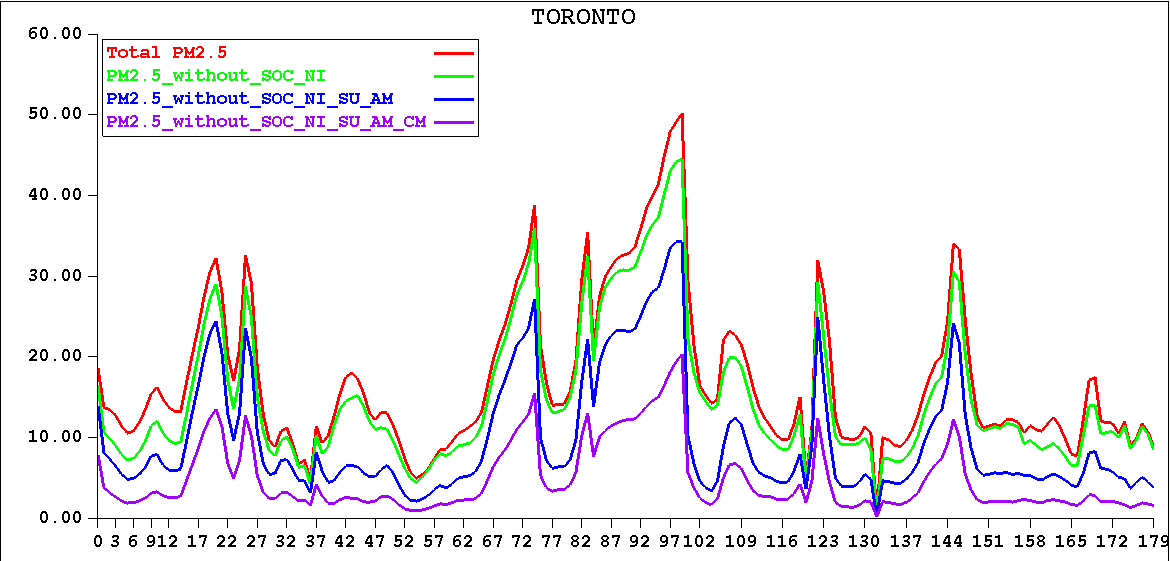 TORONTO
60.00
Total PM2.5
PM2.5_without_SOC_NI
PM2.5_without_SOC_NI_SU_AM
PM2.5_without_SOC_NI_SU_AM_CM
50.00
40.00
30.00
20.00
10.00
0.00
0 3 6 9 12 17 22 27 32 37 42 47 52 57 62 67 72 77 82 87 92 97 102 109 116 123 130 137 144 151 158 165 172 179